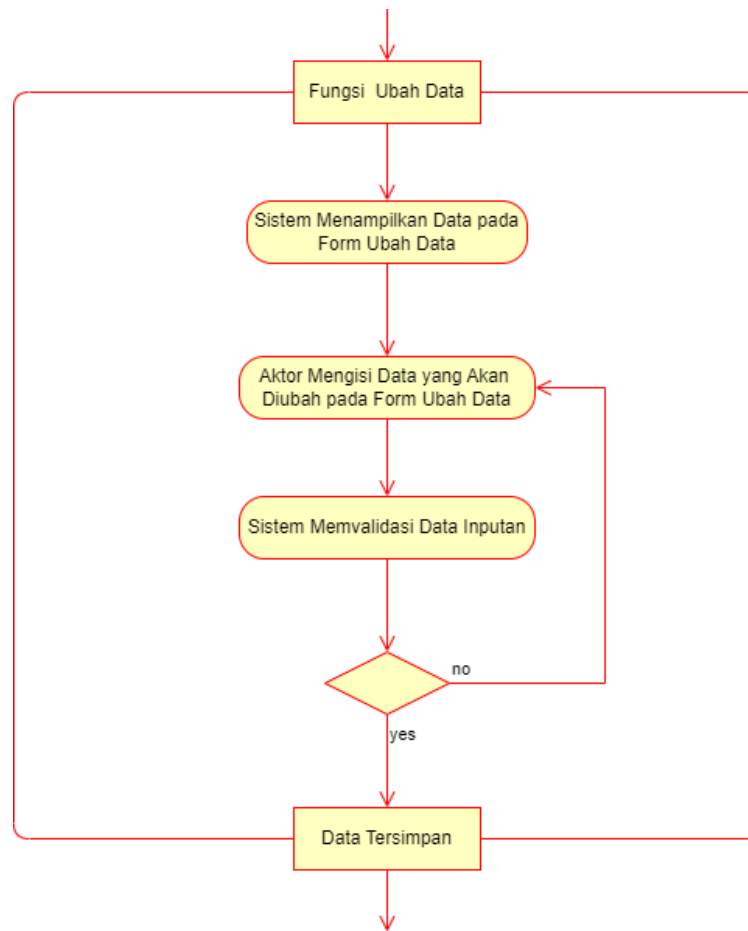 Fungsi  Ubah Data
Sistem Menampilkan Data pada
Form Ubah Data
Aktor Mengisi Data yang Akan
Diubah pada Form Ubah Data
Sistem Memvalidasi Data Inputan
no
yes
Data Tersimpan